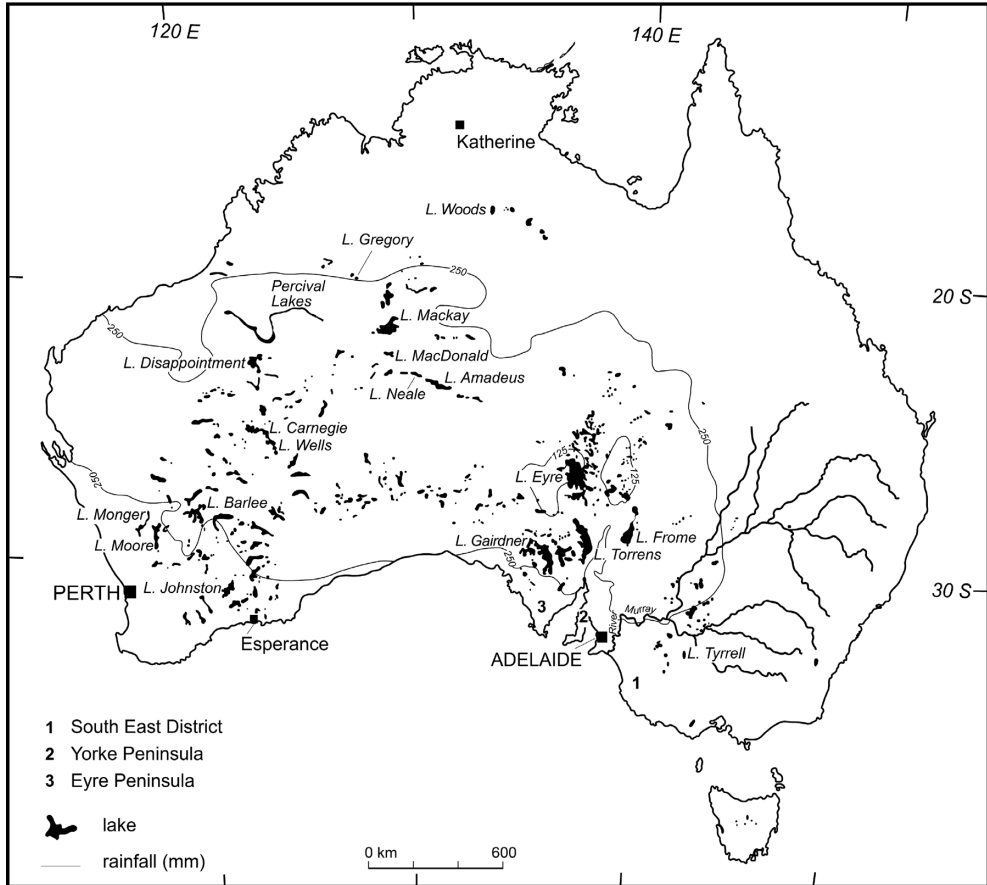 120 E
140 E
Katherine
L. Woods
L. Gregory
250
Percival
Lakes
20 S
L. Mackay
250
L. Disappointment
L. MacDonald
L. Amadeus
L. Neale
L. Carnegie
L. Wells
250
125
L. Eyre
125
250
L. Barlee
L. Monger
L. Moore
L. Gairdner
L. Frome
L. Torrens
250
PERTH
L. Johnston
30 S
3
2
River
Murray
Esperance
ADELAIDE
L. Tyrrell
1
1 South East District
2 Yorke Peninsula
3 Eyre Peninsula
lake
rainfall (mm)
0 km 600